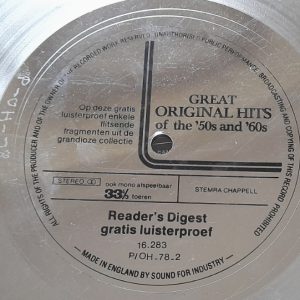 ALL RIGHTS OF THE PRODUCER AND OF THE OWNER OF THE RECORDED WORK RESERVED. UNAUTHORISED PUBLIC PERFORMANCE, BROADCASTING AND COPYING OF THIS RECORD PROHIBITED
Op deze gratis
luisterproef enkele
flitsende
fragmenten uit de
grandioze collectie
GREAT
ORIGINAL HITS
of the '50s and '60s
STEREO
ook mono afspeelbaar
33⅓ toeren
STEMRA CHAPPELL
Reader's Digest
gratis luisterproef
16.283
P/OH-78-2
— MADE IN ENGLAND BY SOUND FOR INDUSTRY —